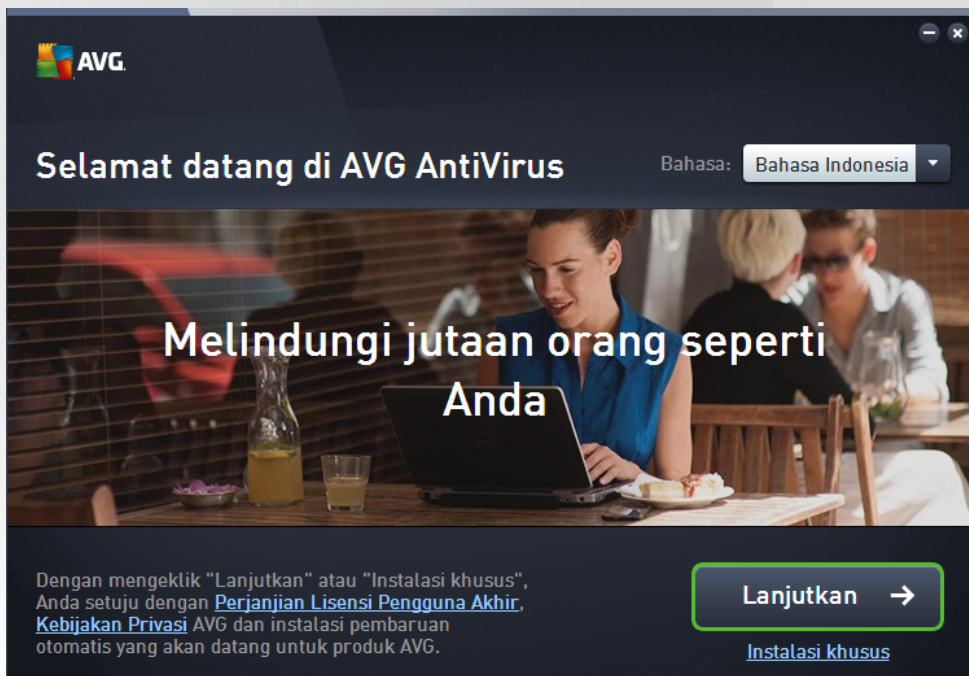 AVG.
Selamat datang di AVG AntiVirus
Bahasa: Bahasa Indonesia
Melindungi jutaan orang seperti
Anda
Dengan mengeklik "Lanjutkan" atau "Instalasi khusus",
Anda setuju dengan Perjanjian Lisensi Pengguna Akhir,
Kebijakan Privasi AVG dan instalasi pembaruan
otomatis yang akan datang untuk produk AVG.
Lanjutkan →
Instalasi khusus